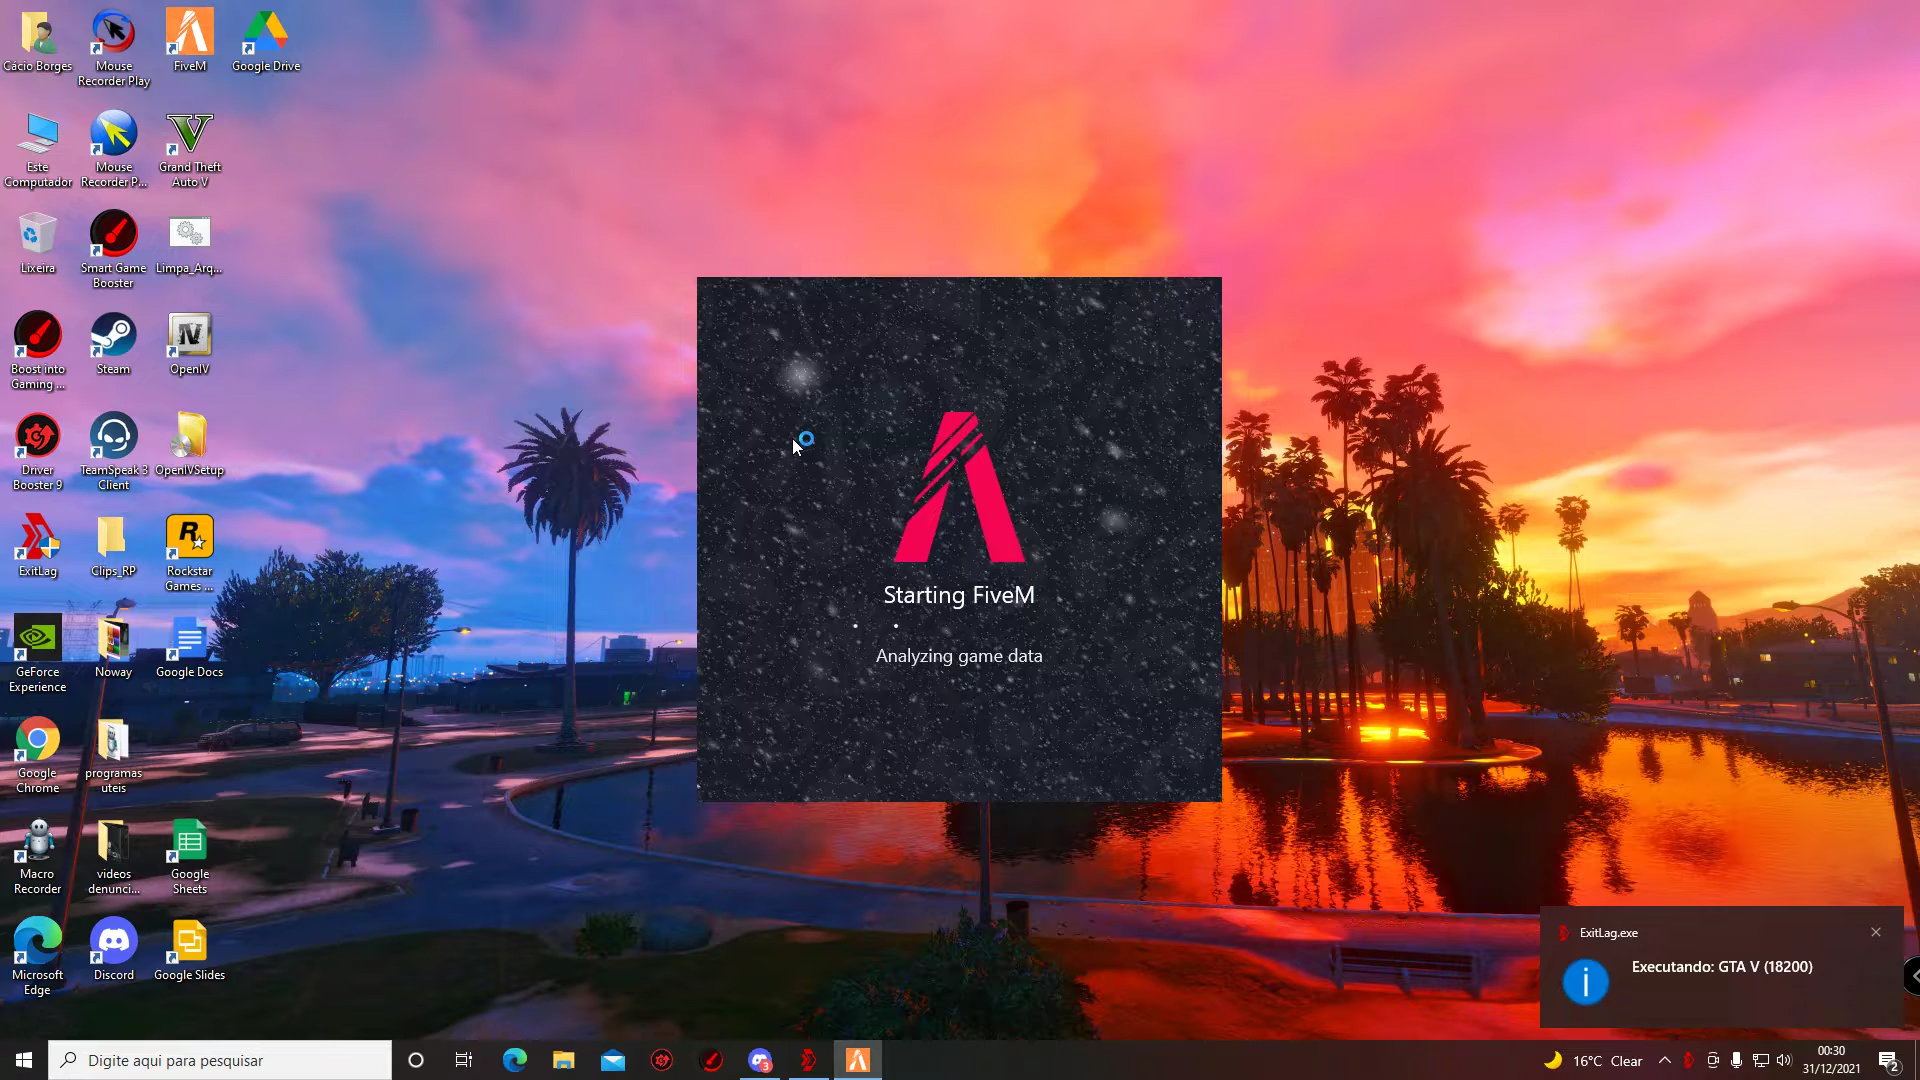 Cácio Borges
Mouse
Recorder Play
FiveM
Google Drive
Este
Computador
Mouse
Recorder P...
Grand Theft
Auto V
Lixeira
Smart Game
Booster
Limpa_Arq...
Boost into
Gaming ...
Steam
OpenIV
Driver
Booster 9
TeamSpeak 3
Client
OpenIVSetup
ExitLag
Clips_RP
Rockstar
Games ...
GeForce
Experience
Noway
Google Docs
Google
Chrome
programas
uteis
Macro
Recorder
videos
denunci...
Google
Sheets
Microsoft
Edge
Discord
Google Slides
Starting FiveM
Analyzing game data
ExitLag.exe
Executando: GTA V (18200)
Digite aqui para pesquisar
3
16°C Clear
00:30
31/12/2021
2